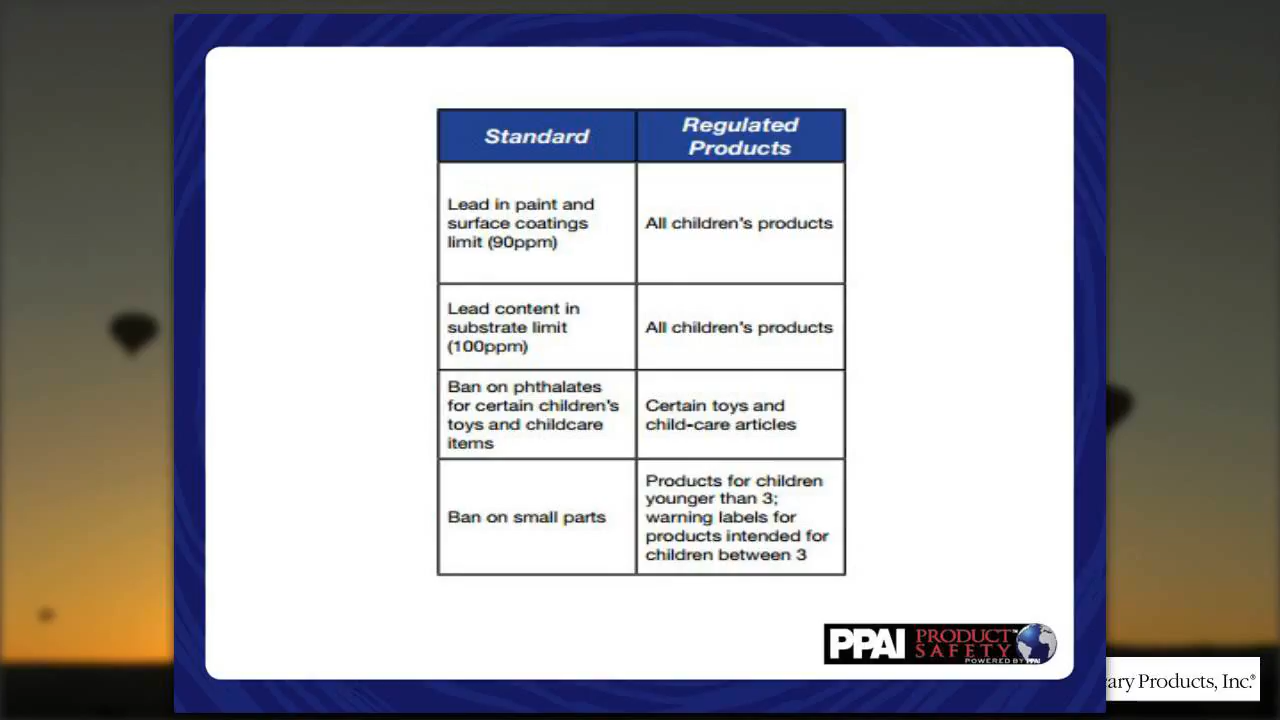 Standard
Regulated
Products
Lead in paint and
surface coatings
limit (90ppm)
All children's products
Lead content in
substrate limit
(100ppm)
All children's products
Ban on phthalates
for certain children's
toys and childcare
items
Certain toys and
child-care articles
Ban on small parts
Products for children
younger than 3;
warning labels for
products intended for
children between 3
PPAI PRODUCT™
SAFETY
POWERED BY PPAI
Products, Inc.®